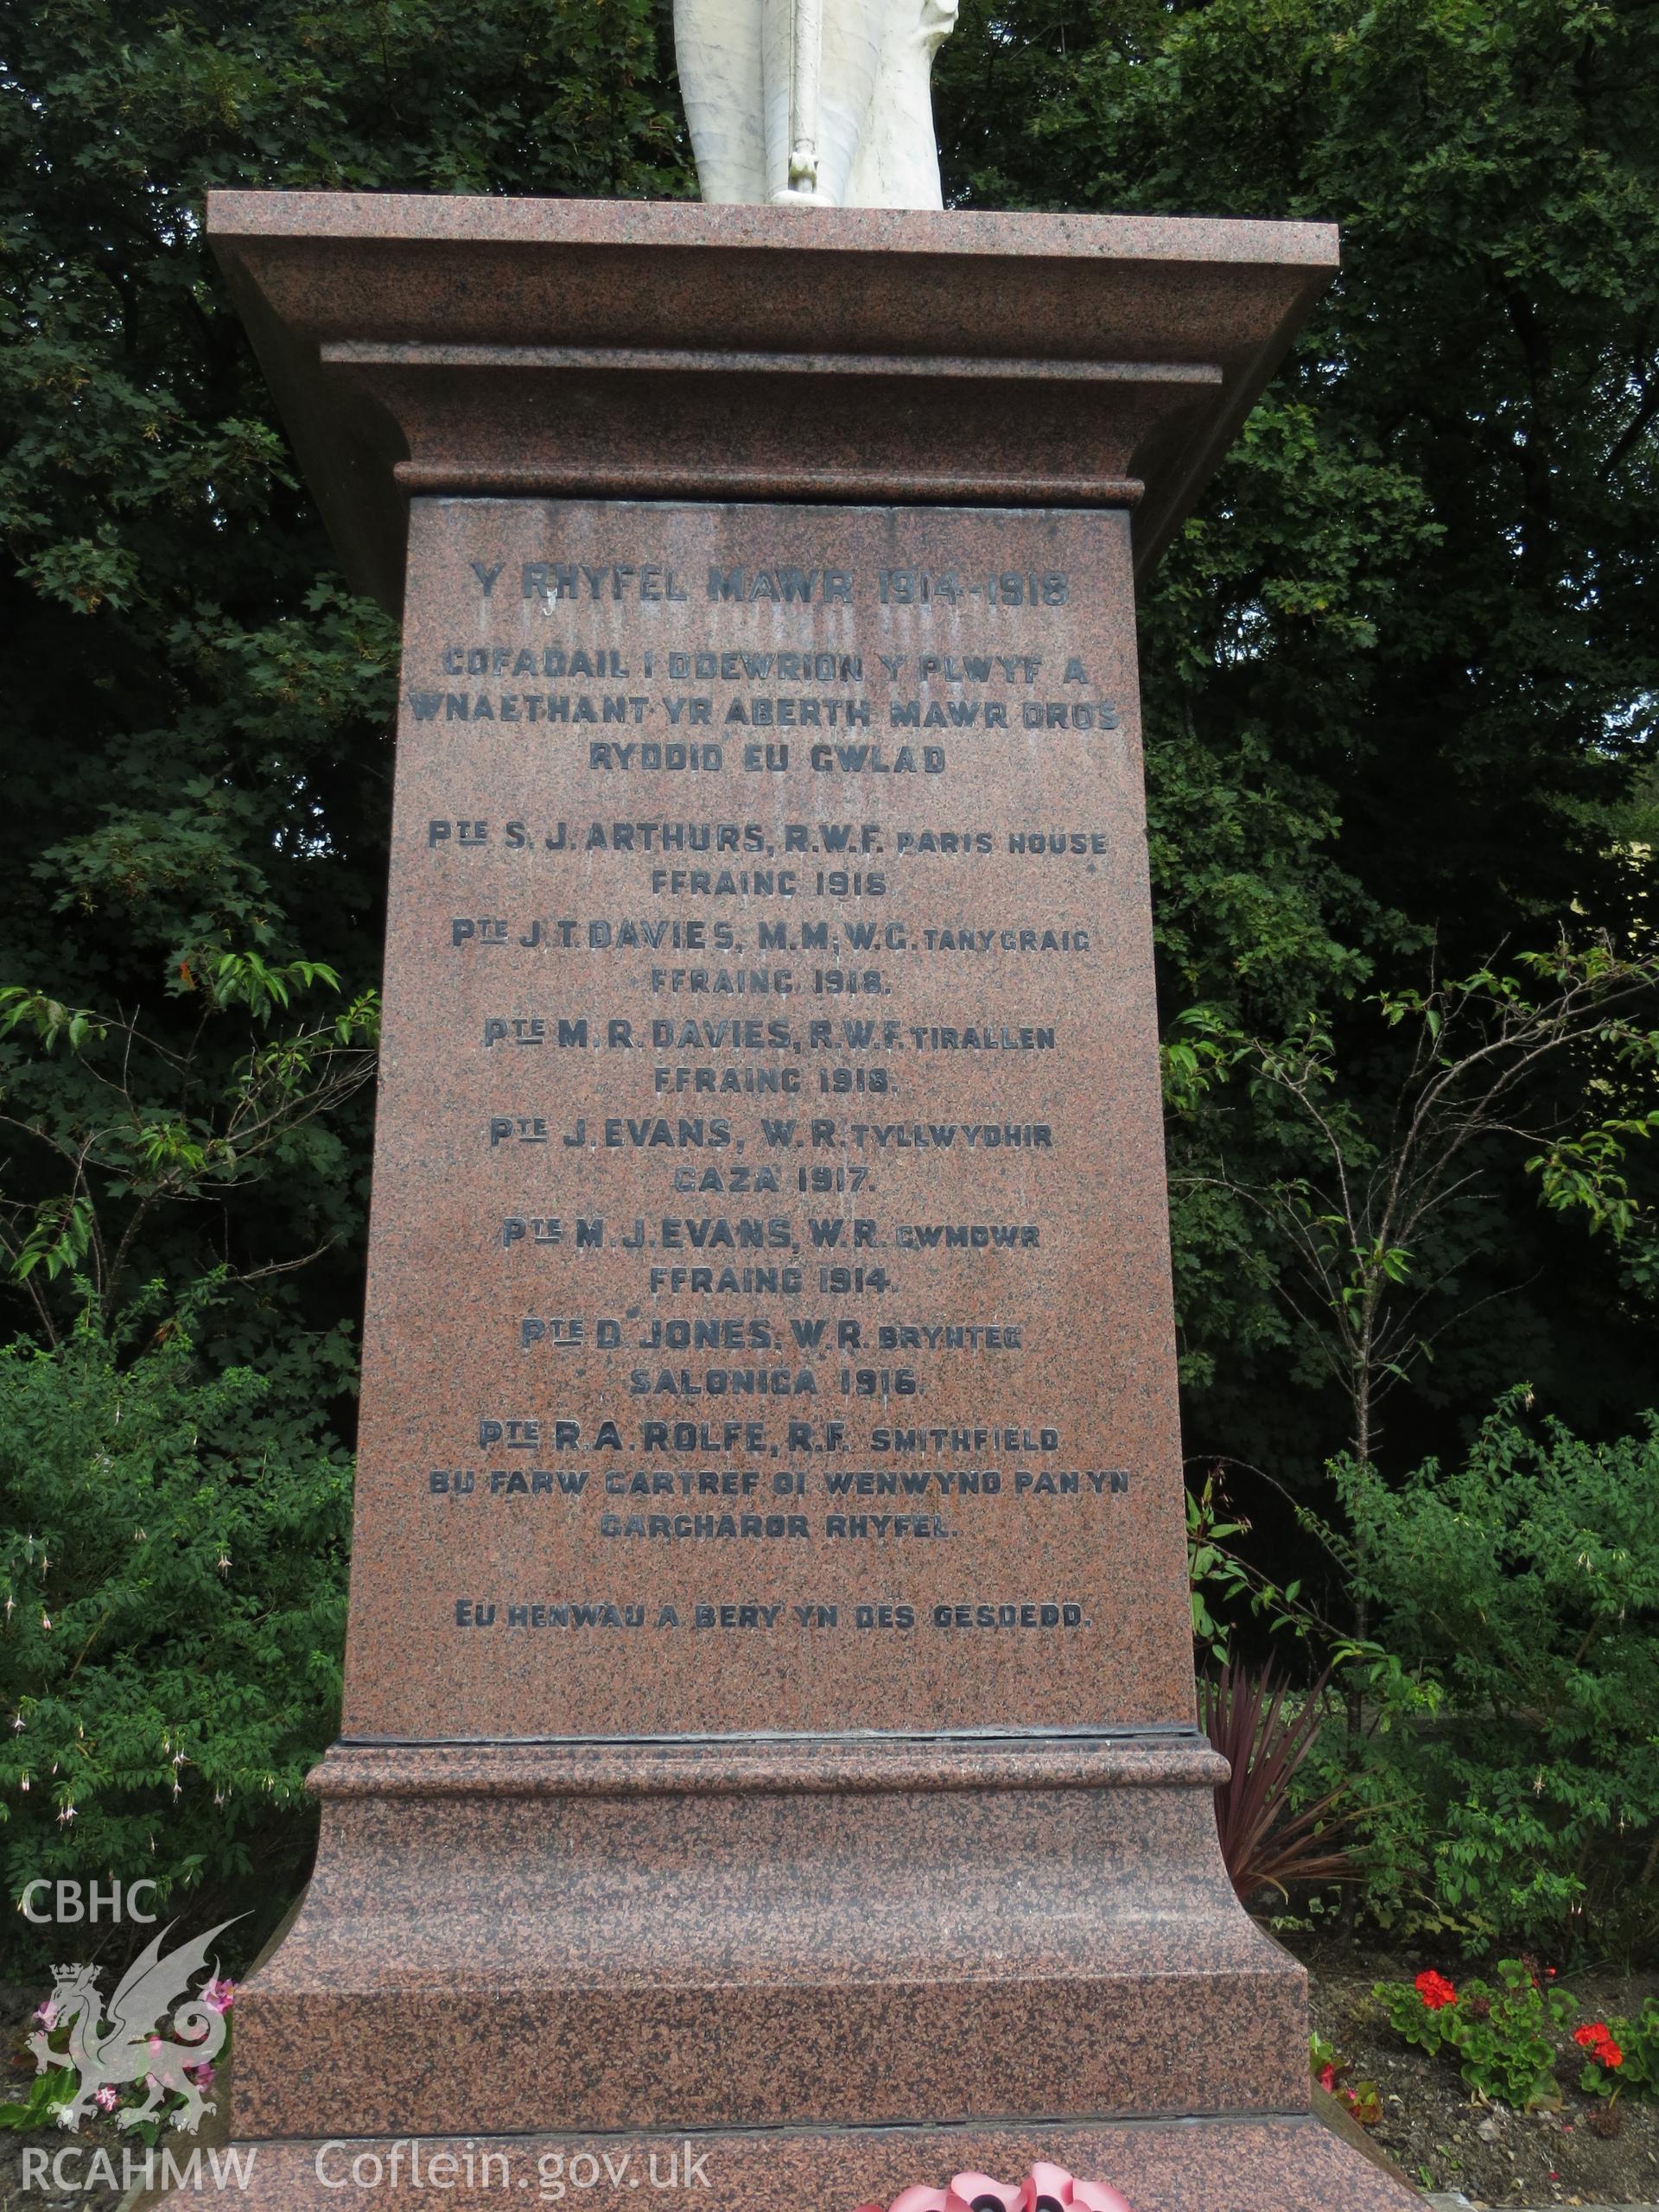 Y RHYFEL MAWR 1914-1918
COFADAIL I DDEWRION Y PLWYF A
WNAETHANT YR ABERTH MAWR DROS
RYDDID EU GWLAD
PTE S. J. ARTHURS, R.W.F. PARIS HOUSE
FFRAINC 1916
PTE J. T. DAVIES, M.M. W.G. TANYGRAIG
FFRAINC 1918.
PTE M. R. DAVIES, R.W.F. TIRALLEN
FFRAINC 1918.
PTE J. EVANS, W.R. TYLLWYDHIR
GAZA 1917.
PTE M. J. EVANS, W.R. CWMDWR
FFRAINC 1914.
PTE D. JONES, W.R. BRYNTEG
SALONICA 1916.
PTE R. A. ROLFE, R.F. SMITHFIELD
BU FARW GARTREF OI WENWYNO PAN YN
GARCHAROR RHYFEL.
EU HENWAU A BERY YN OES GESOEDD.
CBHC
RCAHMW Coflein.gov.uk